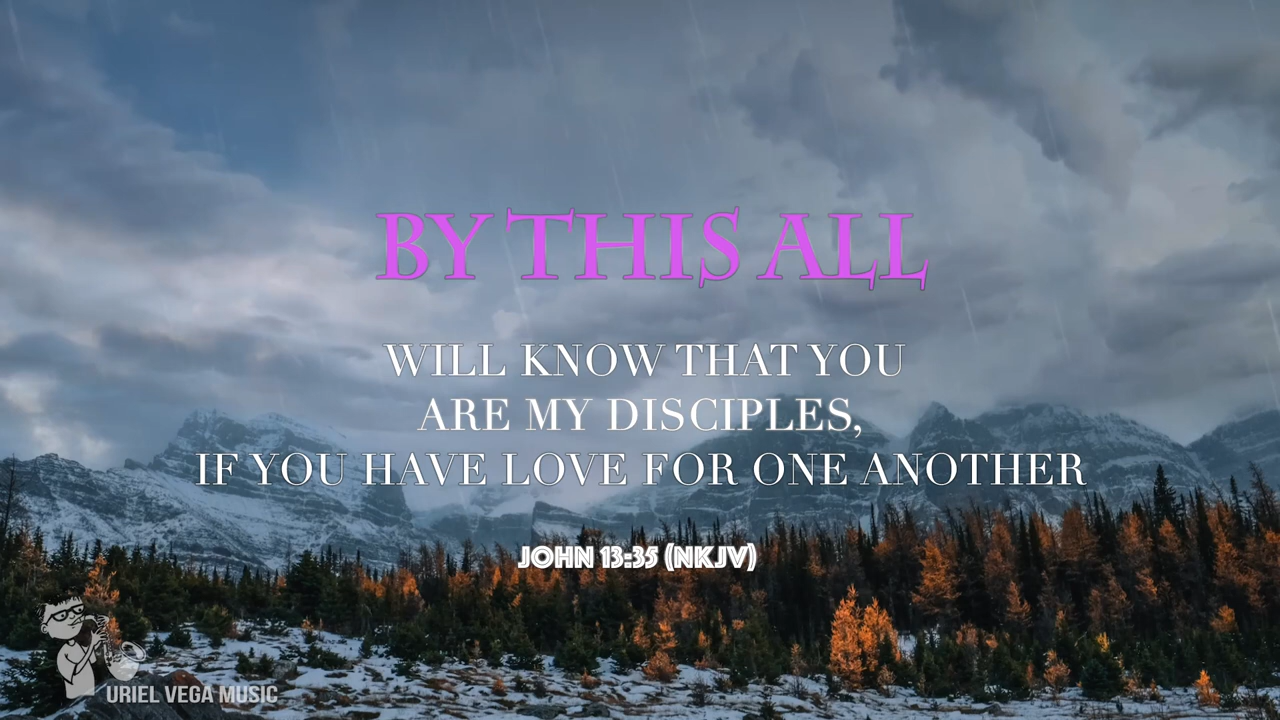 BY THIS ALL
WILL KNOW THAT YOU
ARE MY DISCIPLES,
IF YOU HAVE LOVE FOR ONE ANOTHER
JOHN 13:35 (NKJV)
URIEL VEGA MUSIC